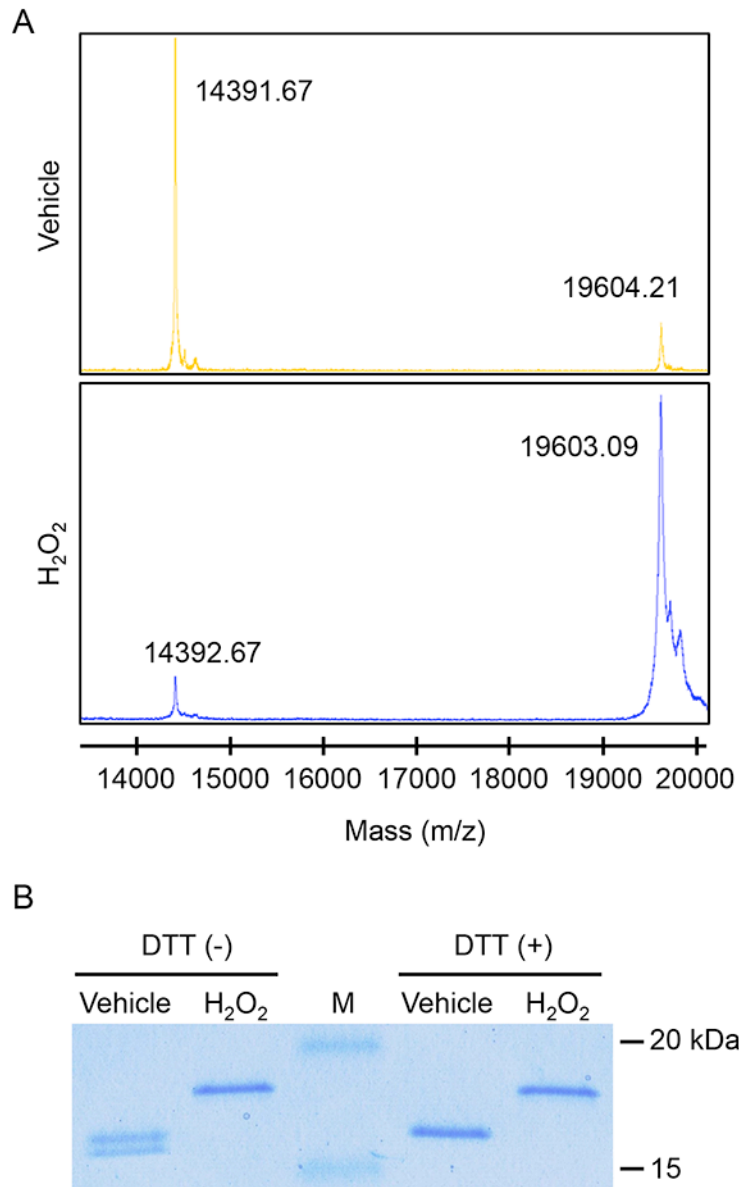 A
Vehicle
14391.67
19604.21
H₂O₂
19603.09
14392.67
14000 15000 16000 17000 18000 19000 20000
Mass (m/z)
B
DTT (-) DTT (+)
Vehicle H₂O₂ M Vehicle H₂O₂
20 kDa
15